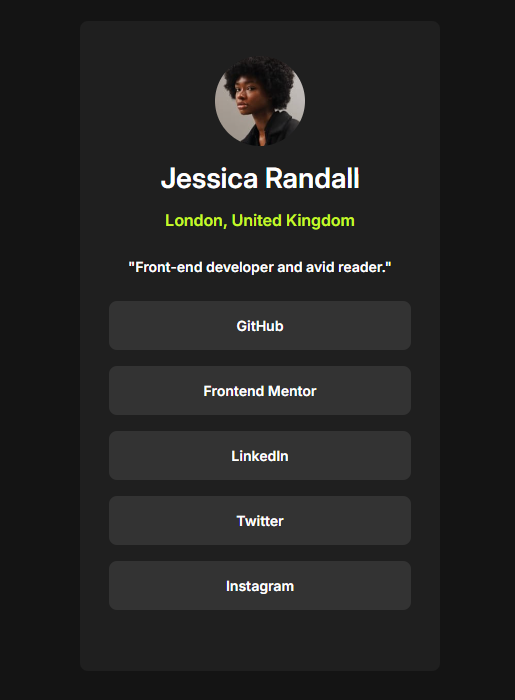 Jessica Randall
London, United Kingdom
"Front-end developer and avid reader."
GitHub
Frontend Mentor
LinkedIn
Twitter
Instagram